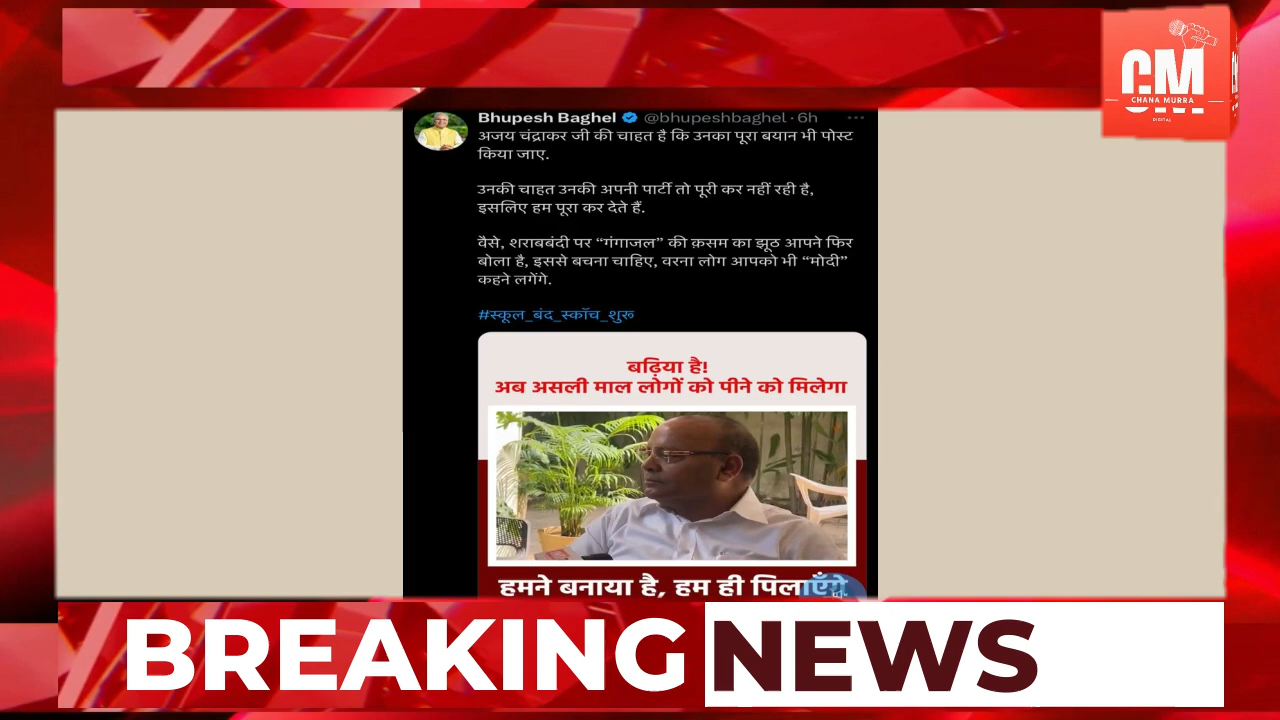 CM
CHANA MURRA
DIGITAL
Bhupesh Baghel @bhupeshbaghel · 6h
अजय चंद्राकर जी की चाहत है कि उनका पूरा बयान भी पोस्ट
किया जाए.
उनकी चाहत उनकी अपनी पार्टी तो पूरी कर नहीं रही है,
इसलिए हम पूरा कर देते हैं.
वैसे, शराबबंदी पर “गंगाजल” की क़सम का झूठ आपने फिर
बोला है, इससे बचना चाहिए, वरना लोग आपको भी “मोदी”
कहने लगेंगे.
#स्कूल_बंद_स्कॉच_शुरू
बढ़िया है!
अब असली माल लोगों को पीने को मिलेगा
हमने बनाया है, हम ही पिलाएँगे
BREAKING NEWS